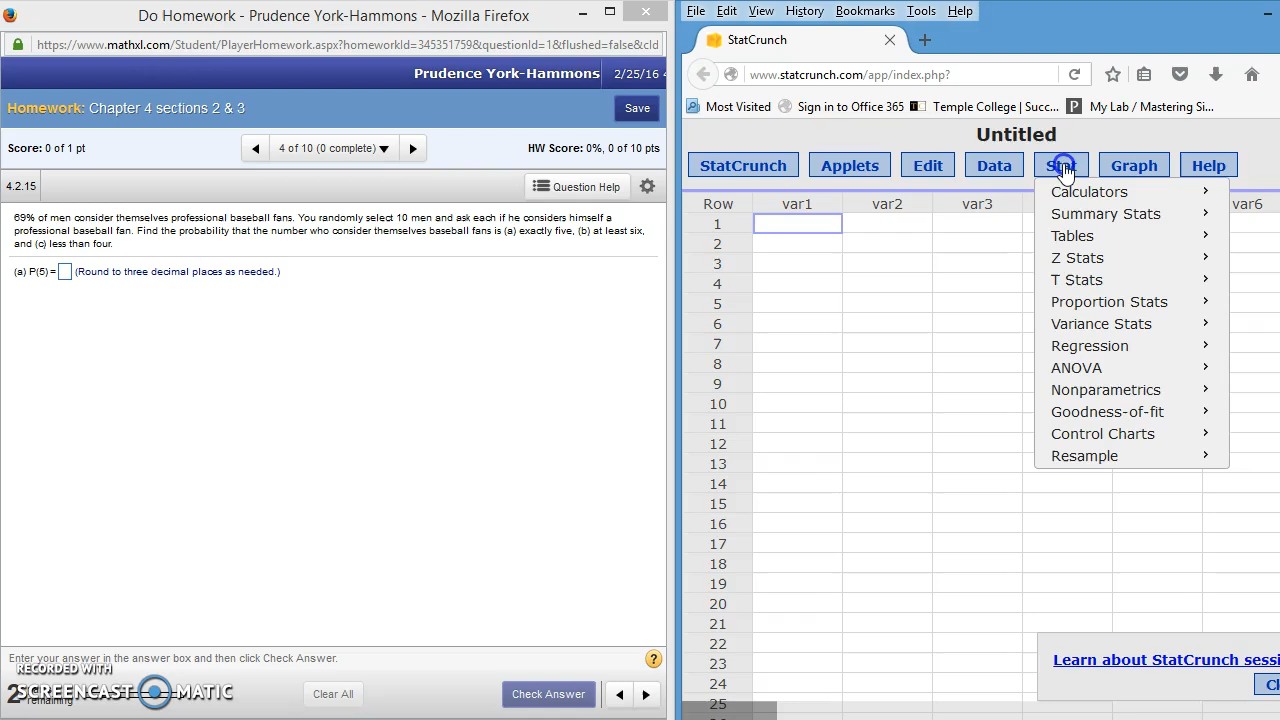 Do Homework - Prudence York-Hammons - Mozilla Firefox
https://www.mathxl.com/Student/PlayerHomework.aspx?homeworkId=345351759&questionId=1&flushed=false&cId
Prudence York-Hammons 2/25/16 4
Homework: Chapter 4 sections 2 & 3
Save
Score: 0 of 1 pt
4 of 10 (0 complete)
HW Score: 0%, 0 of 10 pts
4.2.15
Question Help
69% of men consider themselves professional baseball fans. You randomly select 10 men and ask each if he considers himself a
professional baseball fan. Find the probability that the number who consider themselves baseball fans is (a) exactly five, (b) at least six,
and (c) less than four.
(a) P(5) = (Round to three decimal places as needed.)
Enter your answer in the answer box and then click Check Answer.
?
RECORDED WITH
SCREENCAST-O-MATIC
2
remaining
Clear All
Check Answer
File Edit View History Bookmarks Tools Help
StatCrunch
www.statcrunch.com/app/index.php?
Most Visited
Sign in to Office 365
Temple College | Succ...
My Lab / Mastering Si...
Untitled
StatCrunch Applets Edit Data Stat Graph Help
Row var1 var2 var3 var6
Calculators
Summary Stats
Tables
Z Stats
T Stats
Proportion Stats
Variance Stats
Regression
ANOVA
Nonparametrics
Goodness-of-fit
Control Charts
Resample
1
2
3
4
5
6
7
8
9
10
11
12
13
14
15
16
17
18
19
20
21
22
23
24
25
Learn about StatCrunch sessi